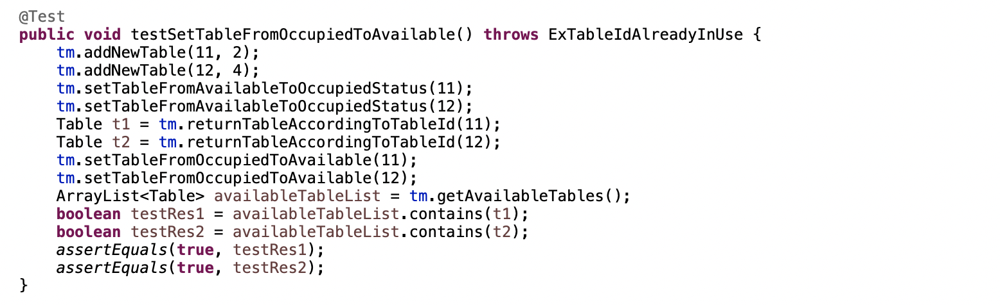 @Test
public void testSetTableFromOccupiedToAvailable() throws ExTableIdAlreadyInUse {
    tm.addNewTable(11, 2);
    tm.addNewTable(12, 4);
    tm.setTableFromAvailableToOccupiedStatus(11);
    tm.setTableFromAvailableToOccupiedStatus(12);
    Table t1 = tm.returnTableAccordingToTableId(11);
    Table t2 = tm.returnTableAccordingToTableId(12);
    tm.setTableFromOccupiedToAvailable(11);
    tm.setTableFromOccupiedToAvailable(12);
    ArrayList<Table> availableTableList = tm.getAvailableTables();
    boolean testRes1 = availableTableList.contains(t1);
    boolean testRes2 = availableTableList.contains(t2);
    assertEquals(true, testRes1);
    assertEquals(true, testRes2);
}